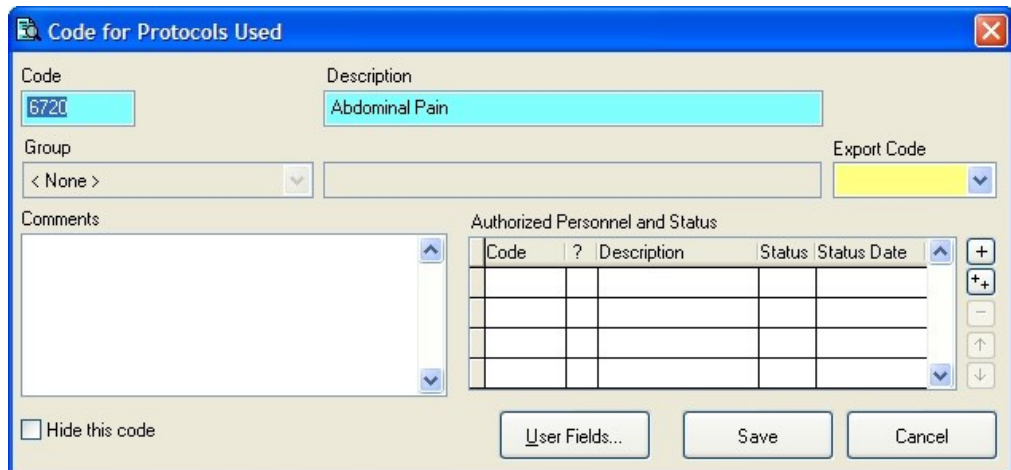 Code for Protocols Used
Code Description
6720 Abdominal Pain
Group Export Code
< None >
Comments Authorized Personnel and Status
Code ? Description Status Status Date
Hide this code User Fields... Save Cancel